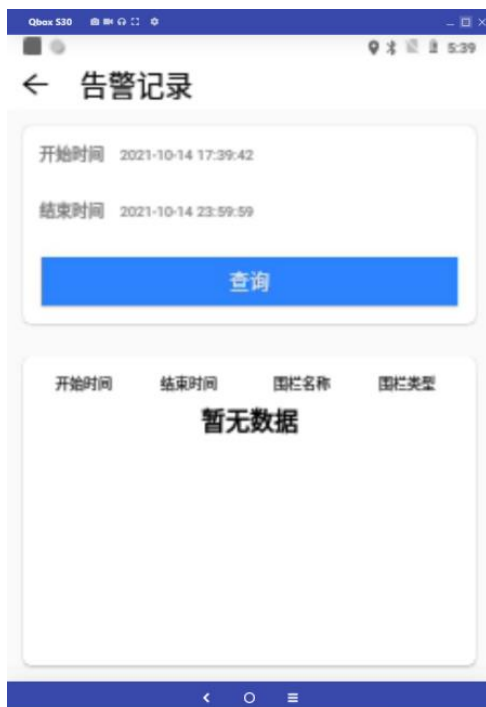 Qbox S30
5:39
告警记录
开始时间 2021-10-14 17:39:42
结束时间 2021-10-14 23:59:59
查询
开始时间 结束时间 围栏名称 围栏类型
暂无数据